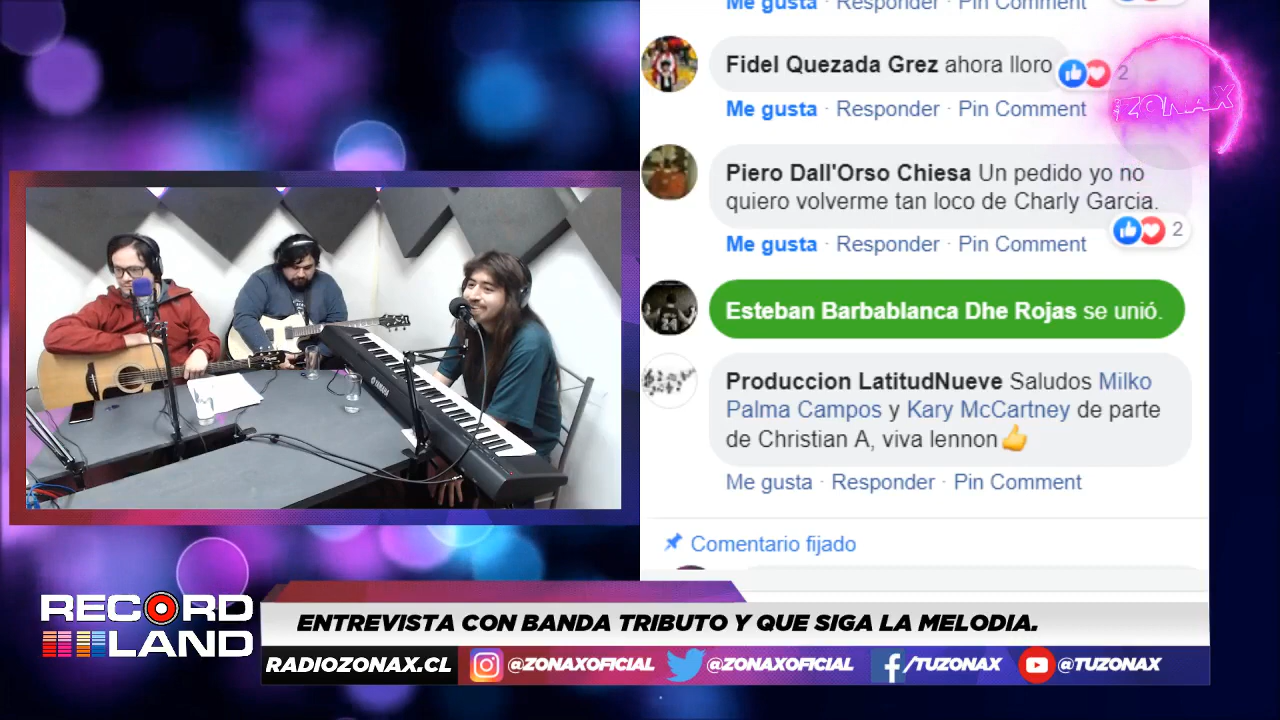 Me gusta · Responder · Pin Comment
Fidel Quezada Grez ahora lloro
2
Me gusta · Responder · Pin Comment
ZONAX
Piero Dall'Orso Chiesa Un pedido yo no
quiero volverme tan loco de Charly Garcia.
2
Me gusta · Responder · Pin Comment
Esteban Barbablanca Dhe Rojas se unió.
Produccion LatitudNueve Saludos Milko
Palma Campos y Kary McCartney de parte
de Christian A, viva lennon👍
Me gusta · Responder · Pin Comment
Comentario fijado
YAMAHA
RECORD
LAND
ENTREVISTA CON BANDA TRIBUTO Y QUE SIGA LA MELODIA.
RADIOZONAX.CL @ZONAXOFICIAL @ZONAXOFICIAL /TUZONAX @TUZONAX